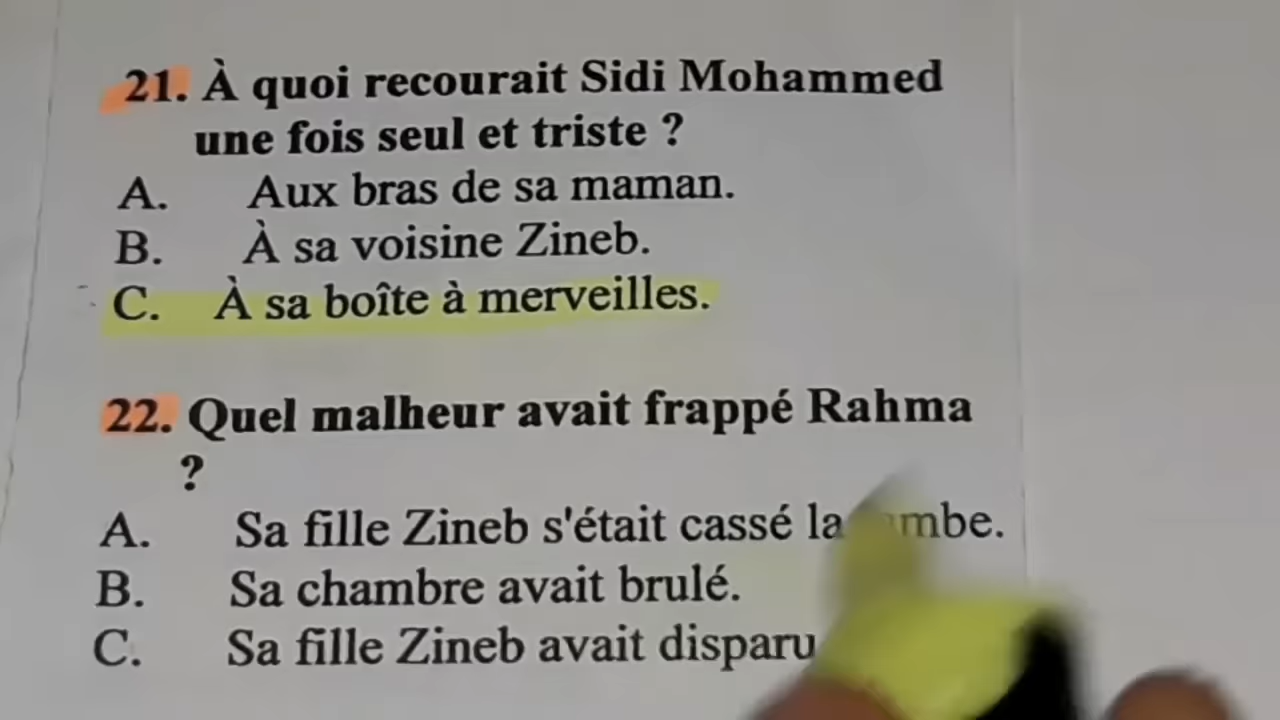 21. À quoi recourait Sidi Mohammed
une fois seul et triste ?
A. Aux bras de sa maman.
B. À sa voisine Zineb.
C. À sa boîte à merveilles.
22. Quel malheur avait frappé Rahma
?
A. Sa fille Zineb s'était cassé la
B. Sa chambre avait brulé.
C. Sa fille Zineb avait disparu